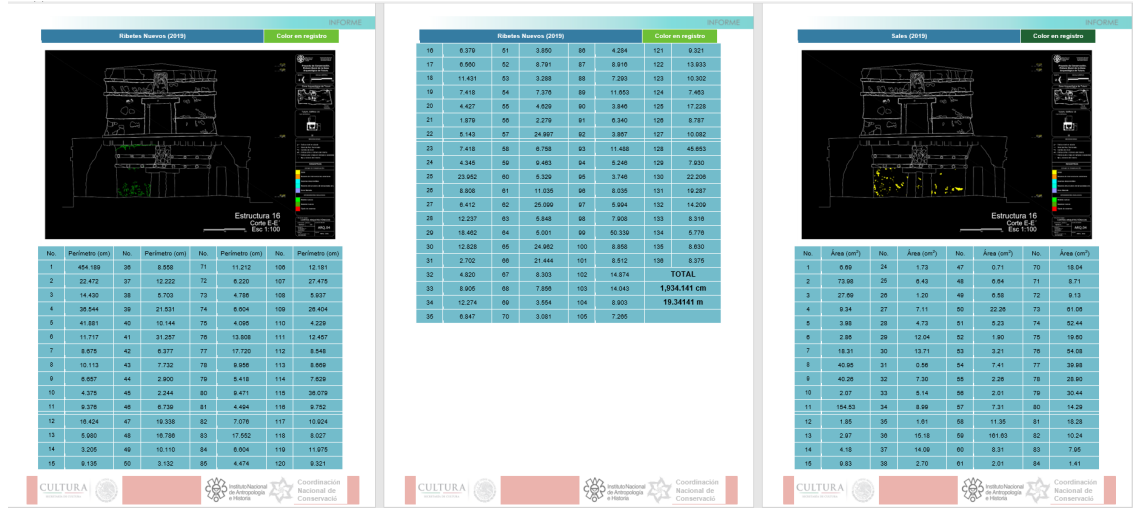 INFORME
Ribetes Nuevos (2019) Color en registro
Estructura 16
Corte E-E'
Esc 1:100
No. Perímetro (cm) No. Perímetro (cm) No. Perímetro (cm) No. Perímetro (cm)
1 454.189 36 8.558 71 11.212 106 12.181
2 22.472 37 12.222 72 6.220 107 27.475
3 14.430 38 5.703 73 4.786 108 5.937
4 36.544 39 21.531 74 6.604 109 26.404
5 41.881 40 10.144 75 4.095 110 4.229
6 11.717 41 31.257 76 13.808 111 12.457
7 8.675 42 6.377 77 17.720 112 8.548
8 10.113 43 7.732 78 9.956 113 8.669
9 6.657 44 2.900 79 5.418 114 7.629
10 4.375 45 2.244 80 9.471 115 36.079
11 9.376 46 6.739 81 4.494 116 9.752
12 16.424 47 19.338 82 7.076 117 10.924
13 5.980 48 16.786 83 17.552 118 8.027
14 3.205 49 10.110 84 6.604 119 11.975
15 9.136 50 3.132 85 4.474 120 9.321
CULTURA
Instituto Nacional
de Antropología
e Historia
Coordinación
Nacional de
Conservació
INFORME
Ribetes Nuevos (2019) Color en registro
16 6.379 51 3.850 86 4.284 121 9.321
17 6.560 52 8.791 87 8.916 122 13.833
18 11.431 53 3.288 88 7.293 123 10.302
19 7.418 54 7.376 89 11.653 124 7.463
20 4.427 55 4.629 90 3.846 125 17.228
21 1.879 56 2.279 91 6.340 126 8.787
22 5.143 57 24.997 92 3.867 127 10.082
23 7.418 58 6.758 93 11.488 128 45.653
24 4.345 59 9.463 94 5.246 129 7.930
25 23.952 60 5.329 95 3.746 130 22.206
26 8.808 61 11.035 96 8.035 131 19.287
27 6.412 62 25.099 97 5.994 132 14.209
28 12.237 63 5.848 98 7.908 133 8.316
29 18.462 64 5.001 99 50.339 134 5.776
30 12.828 65 24.962 100 8.858 135 8.630
31 2.702 66 21.444 101 8.512 136 8.375
32 4.820 67 8.303 102 14.874 TOTAL
33 8.905 68 7.856 103 14.043 1,934.141 cm
34 12.274 69 3.554 104 8.903 19.34141 m
35 6.847 70 3.081 105 7.265
CULTURA
Instituto Nacional
de Antropología
e Historia
Coordinación
Nacional de
Conservació
INFORME
Sales (2019) Color en registro
Estructura 16
Corte E-E'
Esc 1:100
No. Área (cm²) No. Área (cm²) No. Área (cm²) No. Área (cm²)
1 6.69 24 1.73 47 0.71 70 18.04
2 73.98 25 6.43 48 6.64 71 8.71
3 27.69 26 1.20 49 6.58 72 9.13
4 9.34 27 7.11 50 22.26 73 61.06
5 3.98 28 4.73 51 5.23 74 52.44
6 2.86 29 12.04 52 1.90 75 19.60
7 18.31 30 13.71 53 3.21 76 54.08
8 40.95 31 0.56 54 7.41 77 39.98
9 40.26 32 7.30 55 2.26 78 28.90
10 2.07 33 5.14 56 2.01 79 30.44
11 154.53 34 8.99 57 7.31 80 14.29
12 1.85 35 1.61 58 11.35 81 18.28
13 2.97 36 15.18 59 161.63 82 10.24
14 4.18 37 14.09 60 8.31 83 7.95
15 9.83 38 2.70 61 2.01 84 1.41
CULTURA
Instituto Nacional
de Antropología
e Historia
Coordinación
Nacional de
Conservació